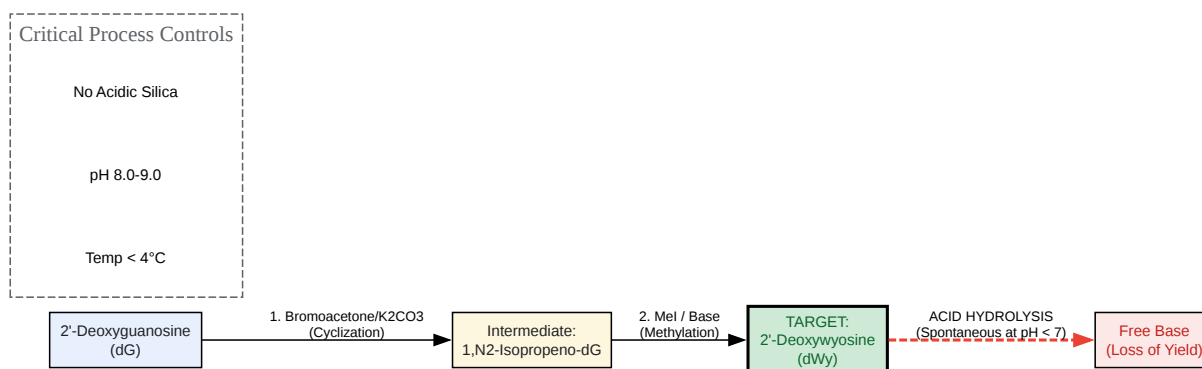 Critical Process Controls
No Acidic Silica
pH 8.0-9.0
Temp < 4°C
2'-Deoxyguanosine
(dG)
1. Bromoacetone/K2CO3
(Cyclization)
Intermediate:
1,N2-Isopropeno-dG
2. MeI / Base
(Methylation)
TARGET:
2'-Deoxywyosine
(dWy)
ACID HYDROLYSIS
(Spontaneous at pH < 7)
Free Base
(Loss of Yield)